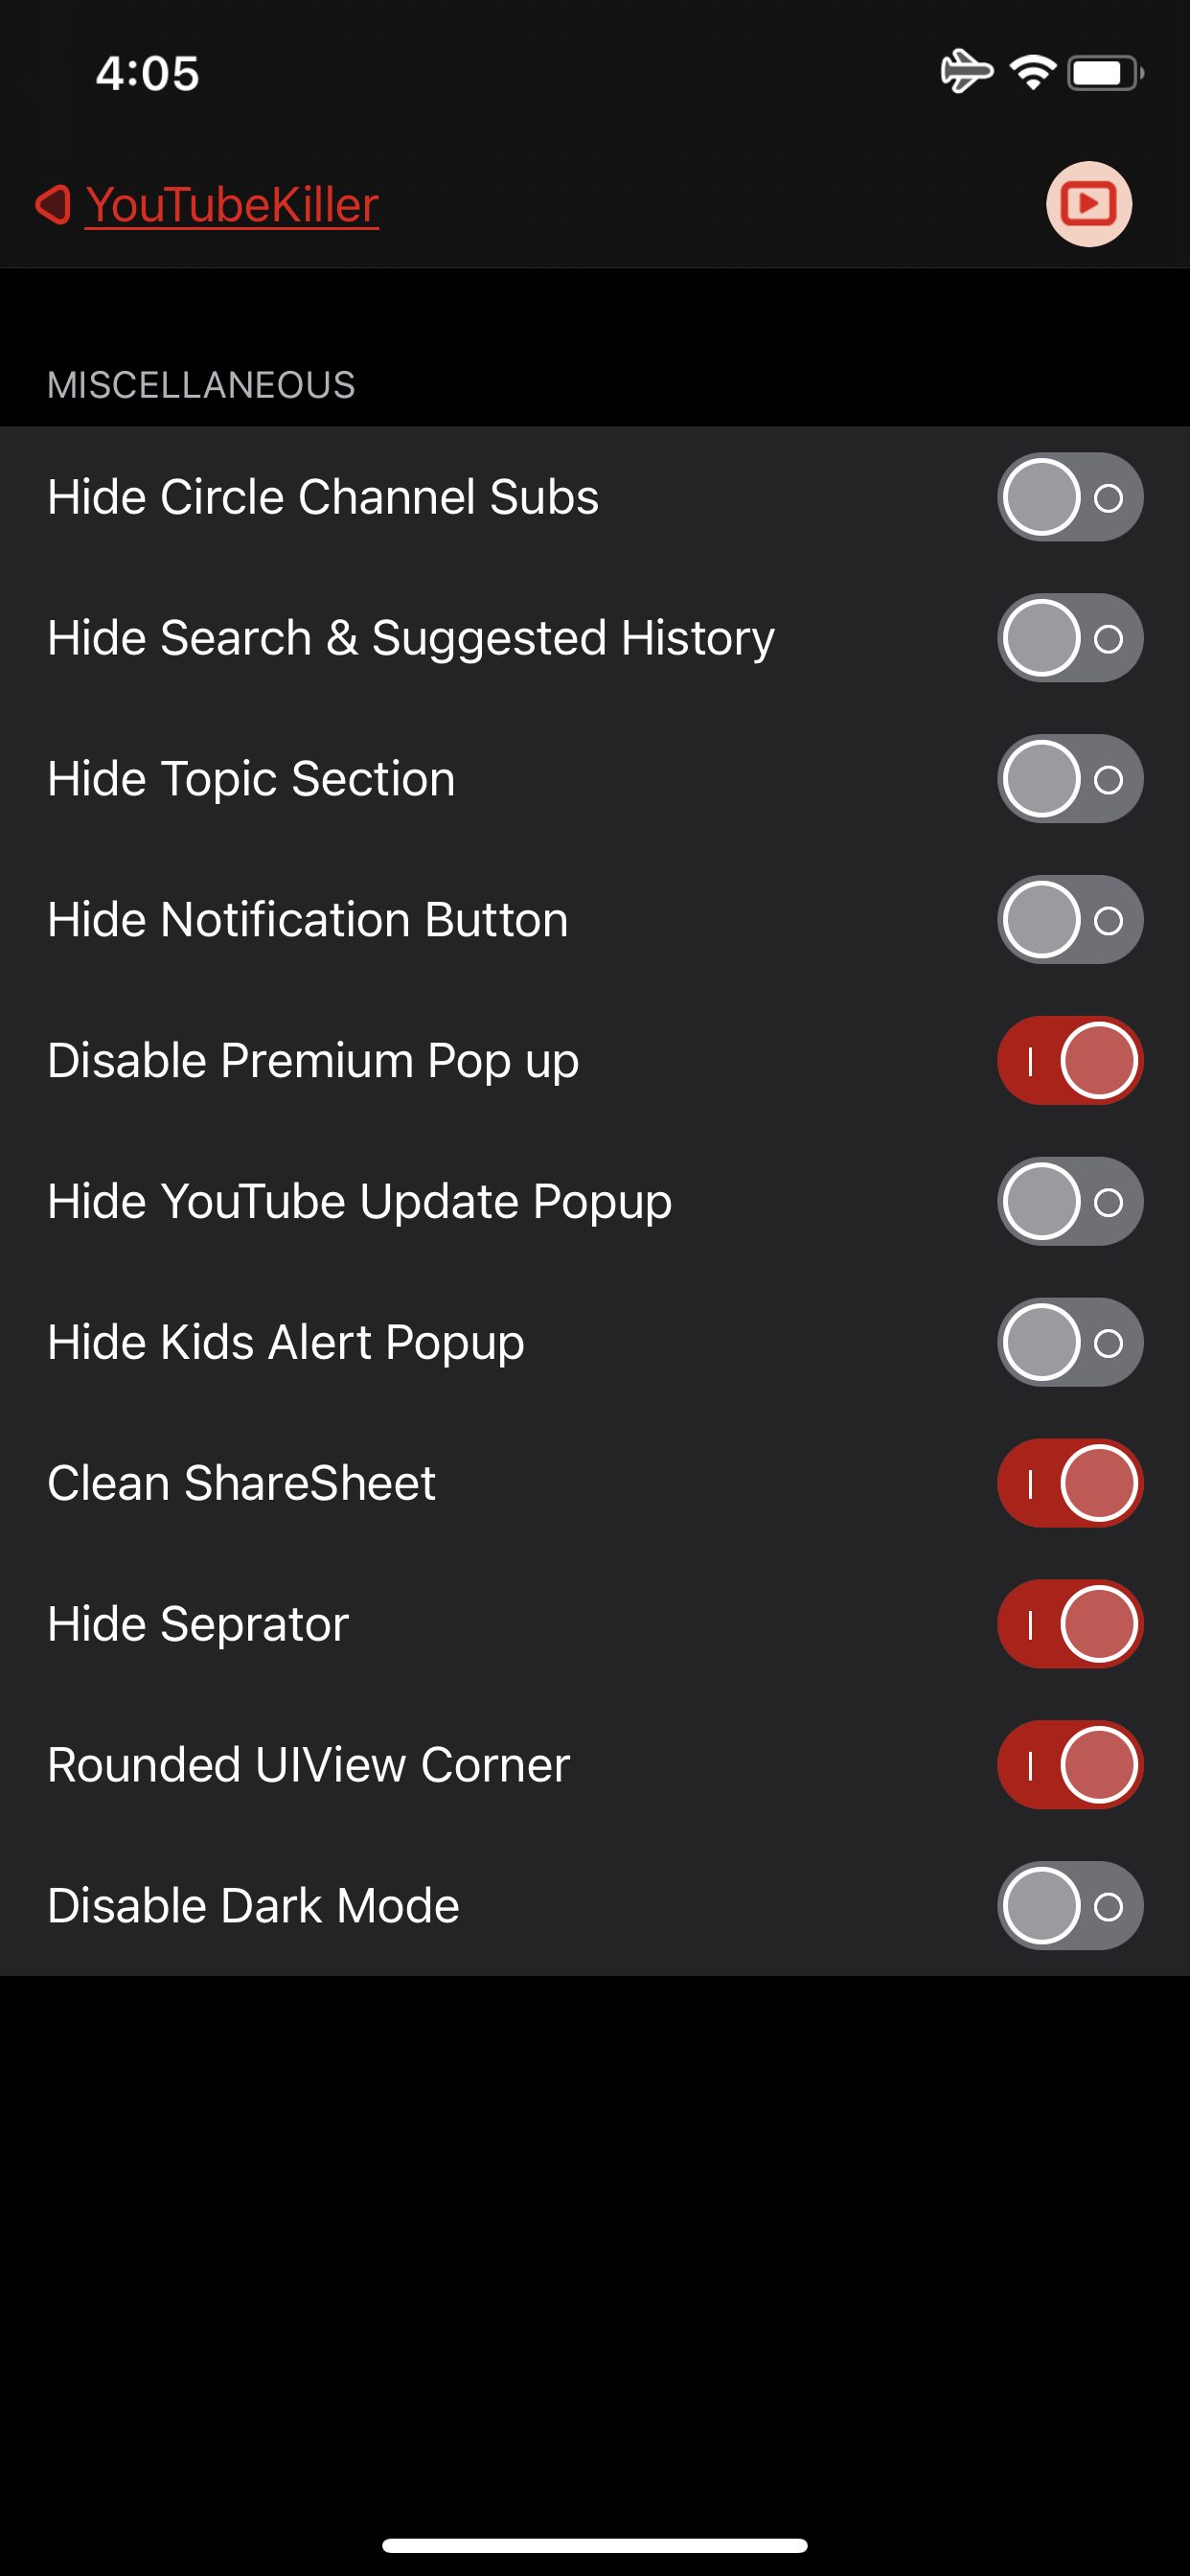 4:05
YouTubeKiller
MISCELLANEOUS
Hide Circle Channel Subs
Hide Search & Suggested History
Hide Topic Section
Hide Notification Button
Disable Premium Pop up
Hide YouTube Update Popup
Hide Kids Alert Popup
Clean ShareSheet
Hide Seprator
Rounded UIView Corner
Disable Dark Mode